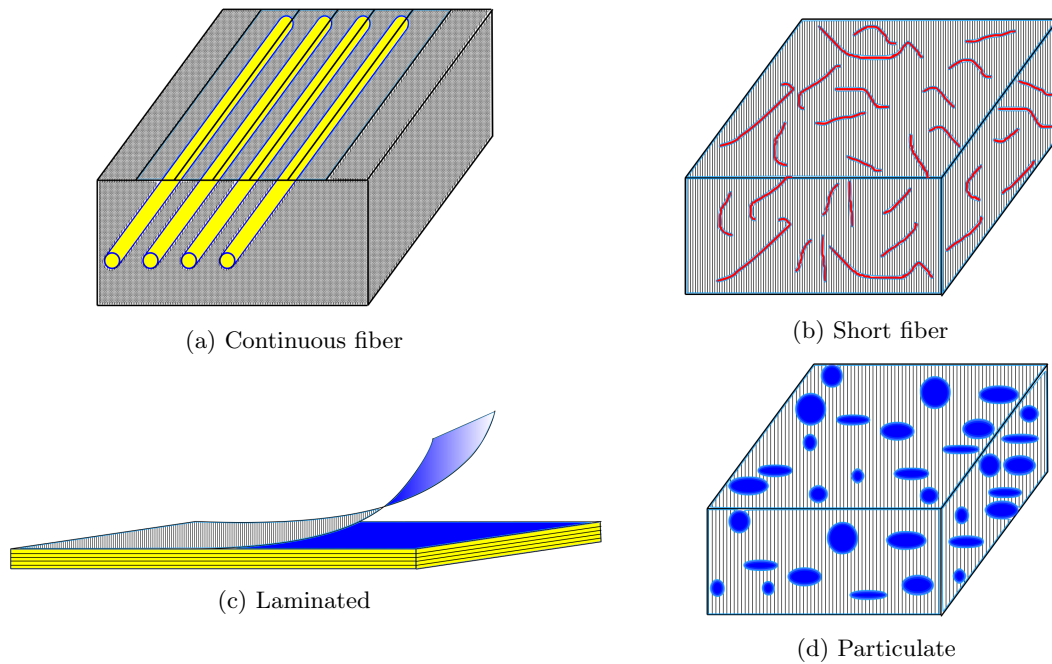 (a) Continuous fiber
(b) Short fiber
(c) Laminated
(d) Particulate